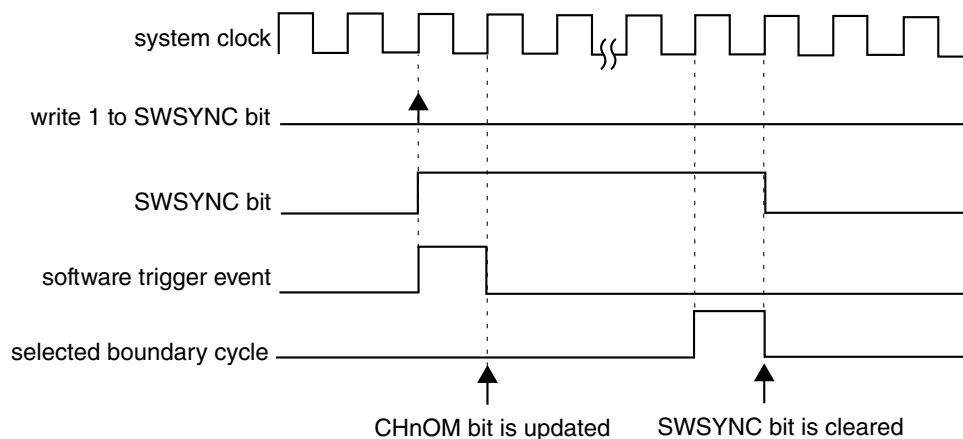 system clock
write 1 to SWSYNC bit
SWSYNC bit
software trigger event
selected boundary cycle
CHnOM bit is updated
SWSYNC bit is cleared